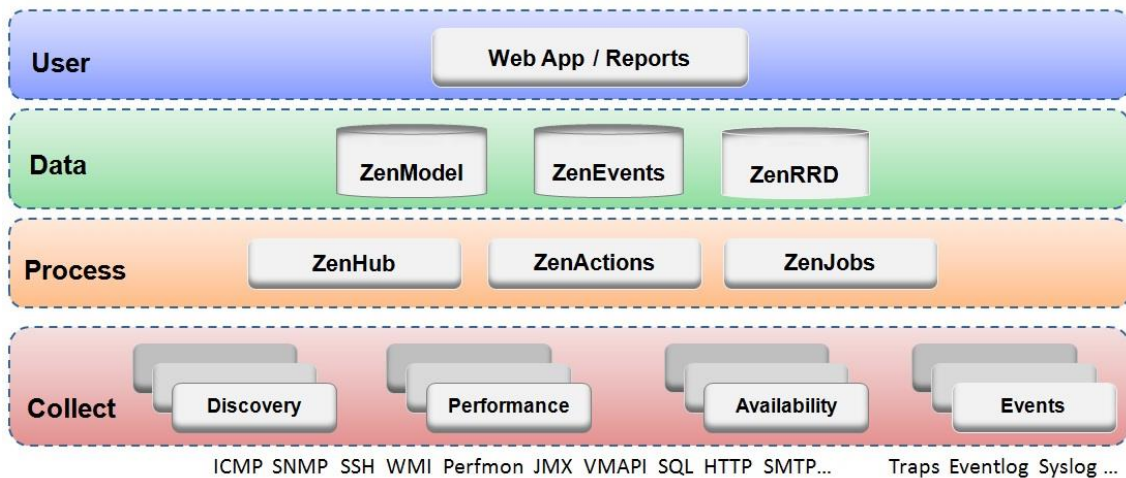 User
Web App / Reports
Data
ZenModel ZenEvents ZenRRD
Process
ZenHub ZenActions ZenJobs
Collect
Discovery Performance Availability Events
ICMP SNMP SSH WMI Perfmon JMX VMAPI SQL HTTP SMTP... Traps Eventlog Syslog ...